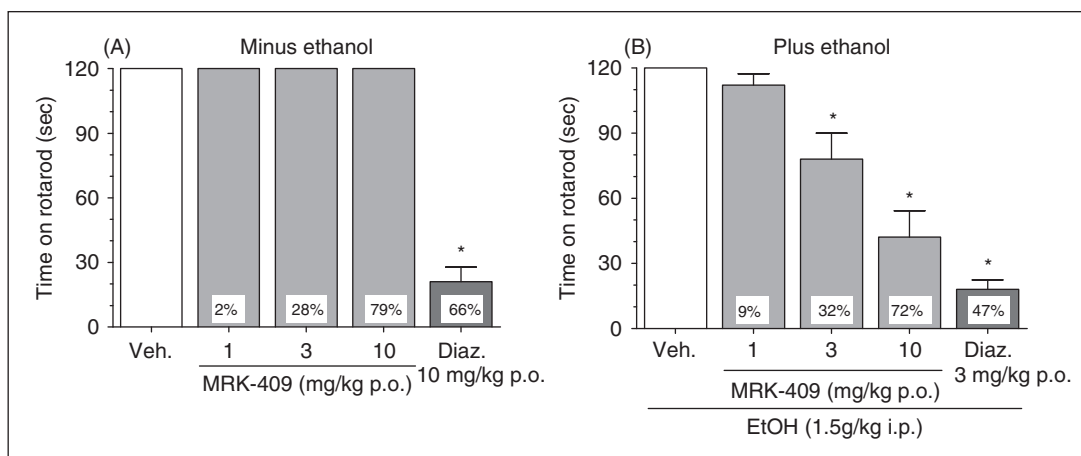 (A)
Minus ethanol
Time on rotarod (sec)
120
90
60
30
0
*
2%
28%
79%
66%
Veh.
1
3
10
Diaz.
10 mg/kg p.o.
MRK-409 (mg/kg p.o.)
(B)
Plus ethanol
Time on rotarod (sec)
120
90
60
30
0
*
*
*
9%
32%
72%
47%
Veh.
1
3
10
Diaz.
3 mg/kg p.o.
MRK-409 (mg/kg p.o.)
EtOH (1.5g/kg i.p.)